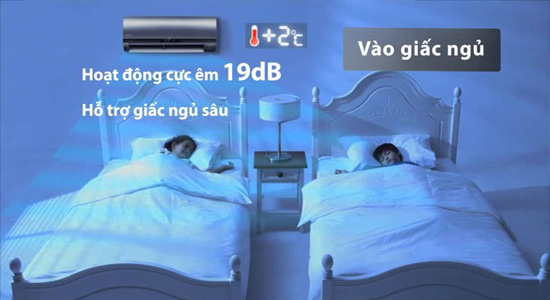 +2°C
Vào giấc ngủ
Hoạt động cực êm 19dB
Hỗ trợ giấc ngủ sâu